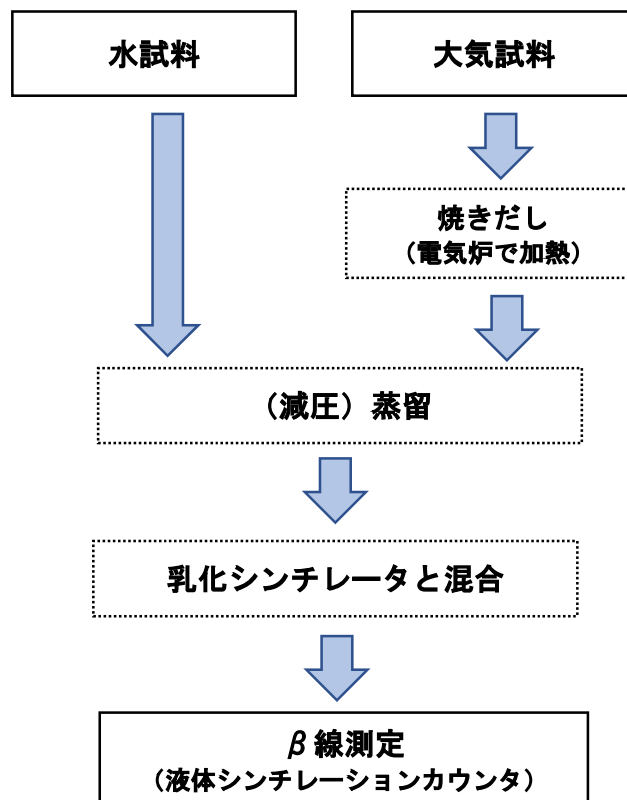 水試料
大気試料
焼きだし
（電気炉で加熱）
（減圧）蒸留
乳化シンチレータと混合
β線測定
（液体シンチレーションカウンタ）